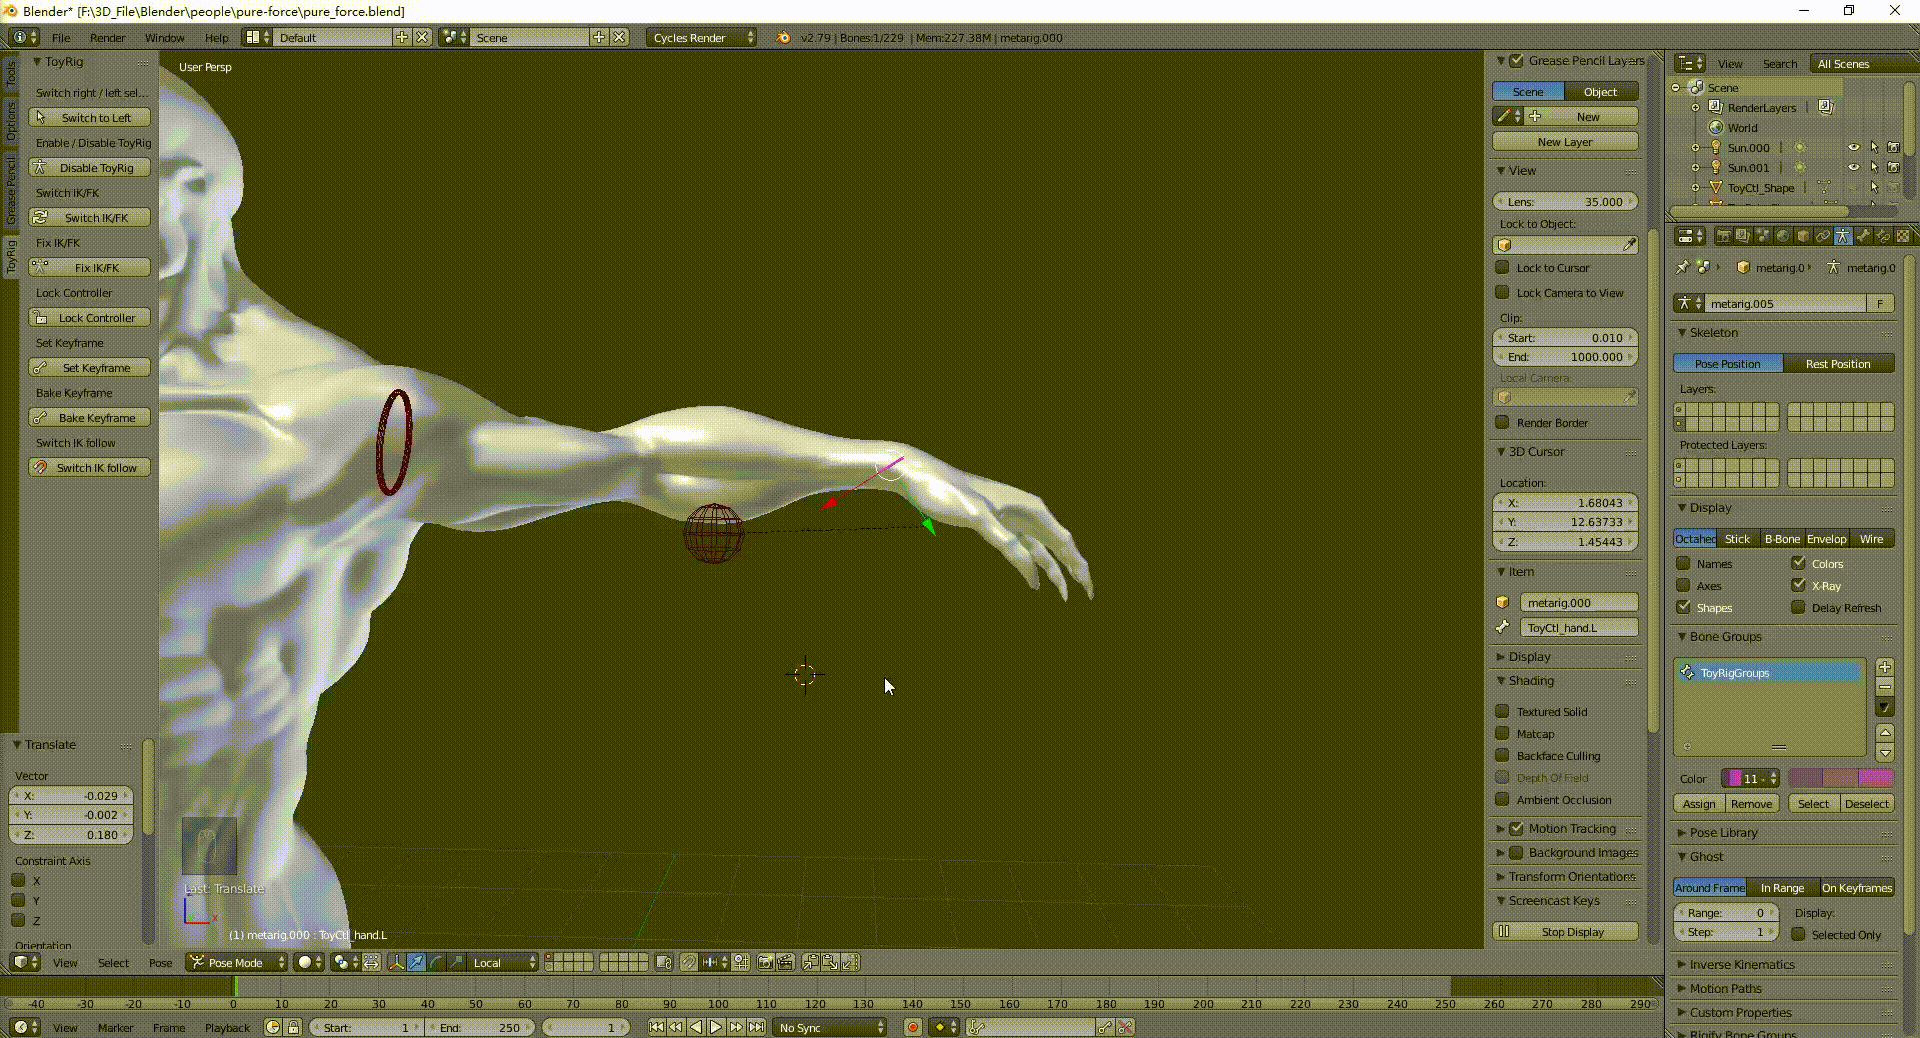 Blender* [F:\3D_File\Blender\people\pure-force\pure_force.blend]
File Render Window Help Default Scene Cycles Render v2.79 | Bones:1/229 | Mem:227.38M | metarig.000
Tools
Options
Grease Pencil
ToyRig
ToyRig
Switch right / left sel...
Switch to Left
Enable / Disable ToyRig
Disable ToyRig
Switch IK/FK
Switch IK/FK
Fix IK/FK
Fix IK/FK
Lock Controller
Lock Controller
Set Keyframe
Set Keyframe
Bake Keyframe
Bake Keyframe
Switch IK follow
Switch IK follow
Translate
Vector
X: -0.029
Y: -0.002
Z: 0.180
Constraint Axis
X
Y
Z
Orientation
User Persp
Last: Translate
(1) metarig.000 : ToyCtl_hand.L
Grease Pencil Layers
Scene Object
New
New Layer
View
Lens: 35.000
Lock to Object:
Lock to Cursor
Lock Camera to View
Clip:
Start: 0.010
End: 1000.000
Local Camera:
Render Border
3D Cursor
Location:
X: 1.68043
Y: 12.63733
Z: 1.45443
Item
metarig.000
ToyCtl_hand.L
Display
Shading
Textured Solid
Matcap
Backface Culling
Depth Of Field
Ambient Occlusion
Motion Tracking
Background Images
Transform Orientations
Screencast Keys
Stop Display
View Search All Scenes
Scene
RenderLayers
World
Sun.000
Sun.001
ToyCtl_Shape
metarig.0 metarig.0
metarig.005 F
Skeleton
Pose Position Rest Position
Layers:
Protected Layers:
Display
Octahed Stick B-Bone Envelop Wire
Names Colors
Axes X-Ray
Shapes Delay Refresh
Bone Groups
ToyRigGroups
Color 11
Assign Remove Select Deselect
Pose Library
Ghost
Around Frame In Range On Keyframes
Range: 0 Display:
Step: 1 Selected Only
Inverse Kinematics
Motion Paths
Custom Properties
Rigify Bone Groups
View Select Pose Pose Mode Local
-40 -30 -20 -10 0 10 20 30 40 50 60 70 80 90 100 110 120 130 140 150 160 170 180 190 200 210 220 230 240 250 260 270 280 290
View Marker Frame Playback Start: 1 End: 250 1 No Sync